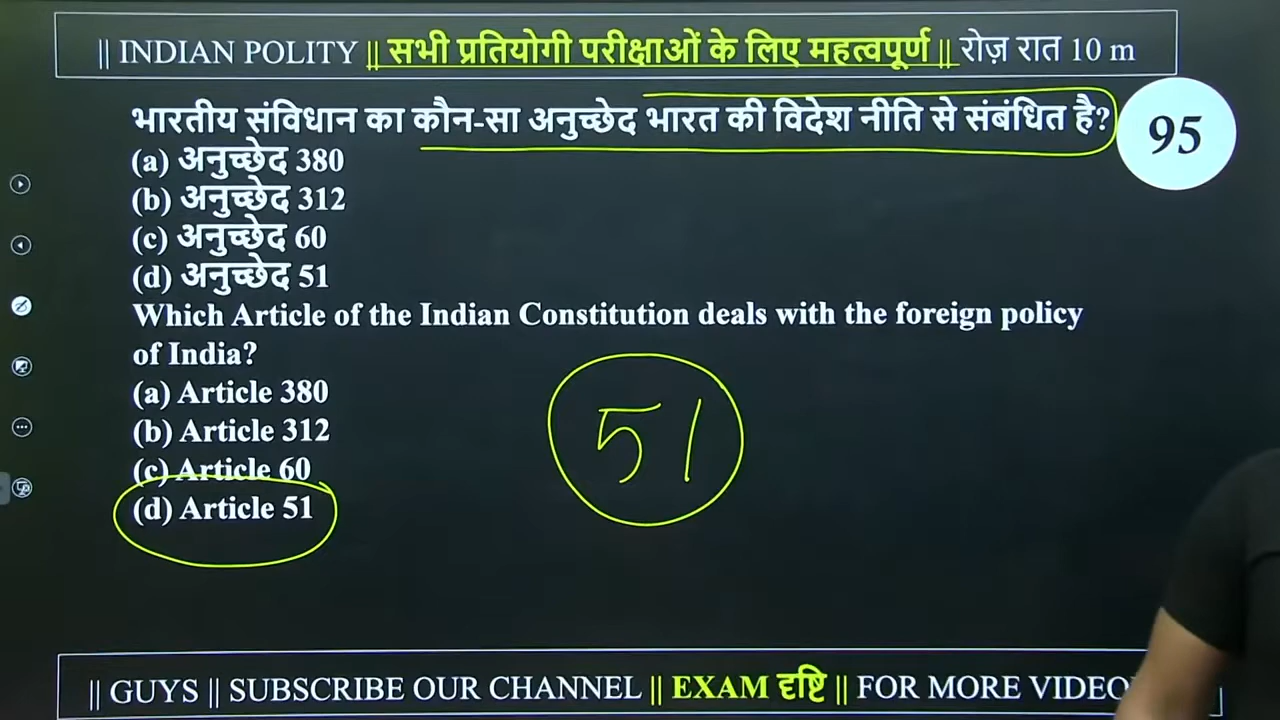 || INDIAN POLITY || सभी प्रतियोगी परीक्षाओं के लिए महत्वपूर्ण || रोज़ रात 10 m
भारतीय संविधान का कौन-सा अनुच्छेद भारत की विदेश नीति से संबंधित है?
95
(a) अनुच्छेद 380
(b) अनुच्छेद 312
(c) अनुच्छेद 60
(d) अनुच्छेद 51
Which Article of the Indian Constitution deals with the foreign policy
of India?
(a) Article 380
(b) Article 312
(c) Article 60
(d) Article 51
51
|| GUYS || SUBSCRIBE OUR CHANNEL || EXAM दृष्टि || FOR MORE